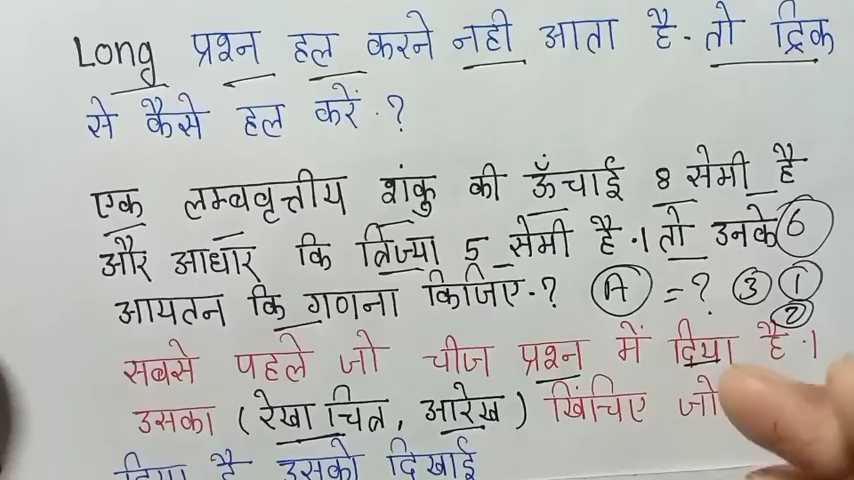 Long प्रश्न हल करने नही आता है - तो ट्रिक
से कैसे हल करें . ?
एक लम्बवृत्तीय शंकु की ऊँचाई 8 सेमी है
और आधार कि त्रिज्या 5 सेमी है .। तो उनके 6
आयतन कि गणना किजिए - ? A = ? 3 1
2
सबसे पहले जो चीज प्रश्न में दिया है .।
उसका ( रेखा चित्र , आरेख ) खिंचिए जो
दिया है उसको दिखाई